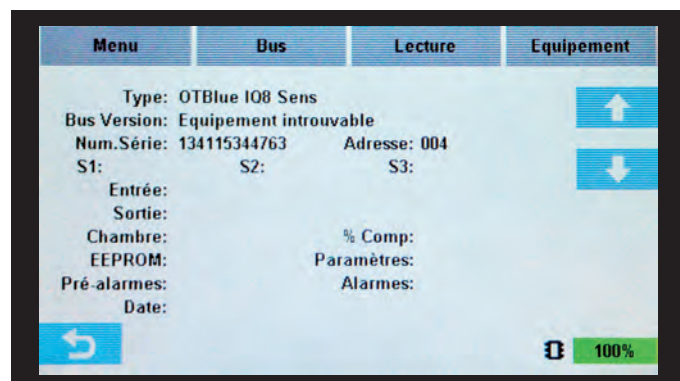 Menu Bus Lecture Equipement
Type: OTBlue IQ8 Sens
Bus Version: Equipement introuvable
Num.Série: 134115344763 Adresse: 004
S1: S2: S3:
Entrée:
Sortie:
Chambre: % Comp:
EEPROM: Paramètres:
Pré-alarmes: Alarmes:
Date:
100%